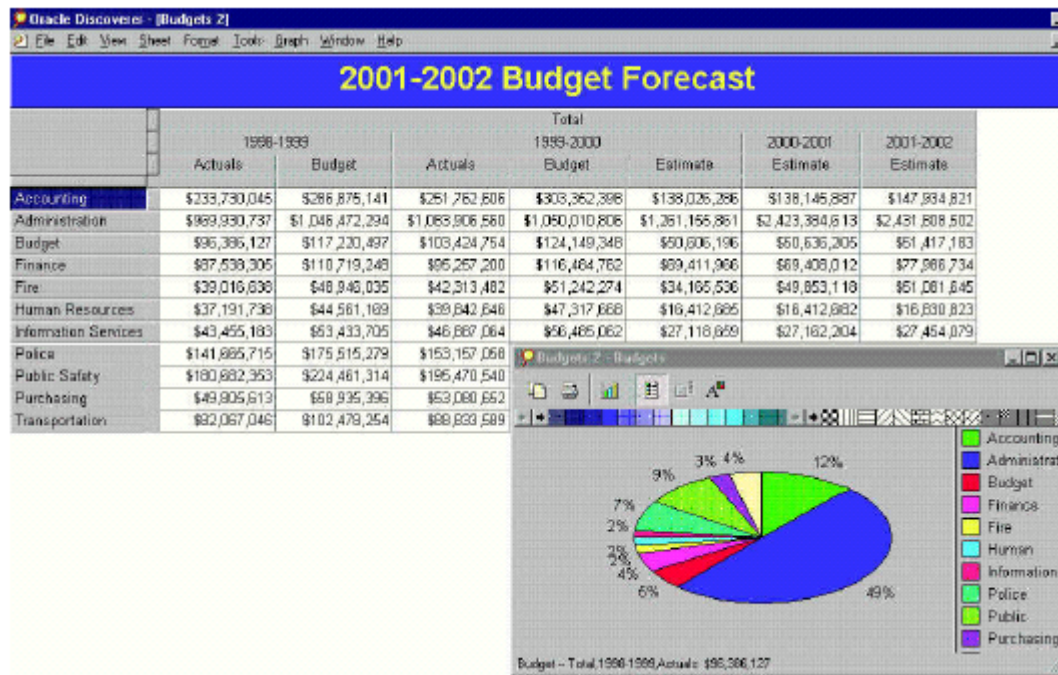 Oracle Discoverer - [Budgets 2]
File Edit View Sheet Format Tools Graph Window Help
2001-2002 Budget Forecast
Total
1998-1999 1999-2000 2000-2001 2001-2002
Actuals Budget Actuals Budget Estimate Estimate Estimate
Accounting $233,730,045 $286,875,141 $251,762,606 $303,362,398 $138,026,286 $138,145,887 $147,934,821
Administration $969,930,737 $1,046,472,294 $1,063,906,560 $1,060,010,806 $1,261,166,861 $2,423,384,613 $2,431,808,502
Budget $96,386,127 $117,220,497 $103,424,754 $124,149,348 $50,606,196 $50,636,205 $51,417,183
Finance $87,538,305 $110,719,248 $95,257,200 $116,484,762 $69,411,966 $69,408,012 $77,986,734
Fire $39,016,638 $48,946,035 $42,313,482 $51,242,274 $34,165,536 $49,853,118 $51,081,645
Human Resources $37,191,738 $44,561,169 $39,842,646 $47,317,668 $16,412,685 $16,412,682 $16,830,823
Information Services $43,455,183 $53,433,705 $46,887,064 $56,485,062 $27,118,659 $27,162,204 $27,454,079
Police $141,665,715 $175,515,279 $153,157,058
Public Safety $180,682,353 $224,461,314 $195,470,540
Purchasing $49,805,613 $58,935,396 $53,080,652
Transportation $82,067,046 $102,478,254 $88,833,589
Budgets 2 - Budgets
12%
49%
6%
4%
2%
2%
2%
7%
9%
3%
4%
Accounting
Administrat
Budget
Finance
Fire
Human
Information
Police
Public
Purchasing
Budget -- Total,1998-1999,Actuals: $96,386,127